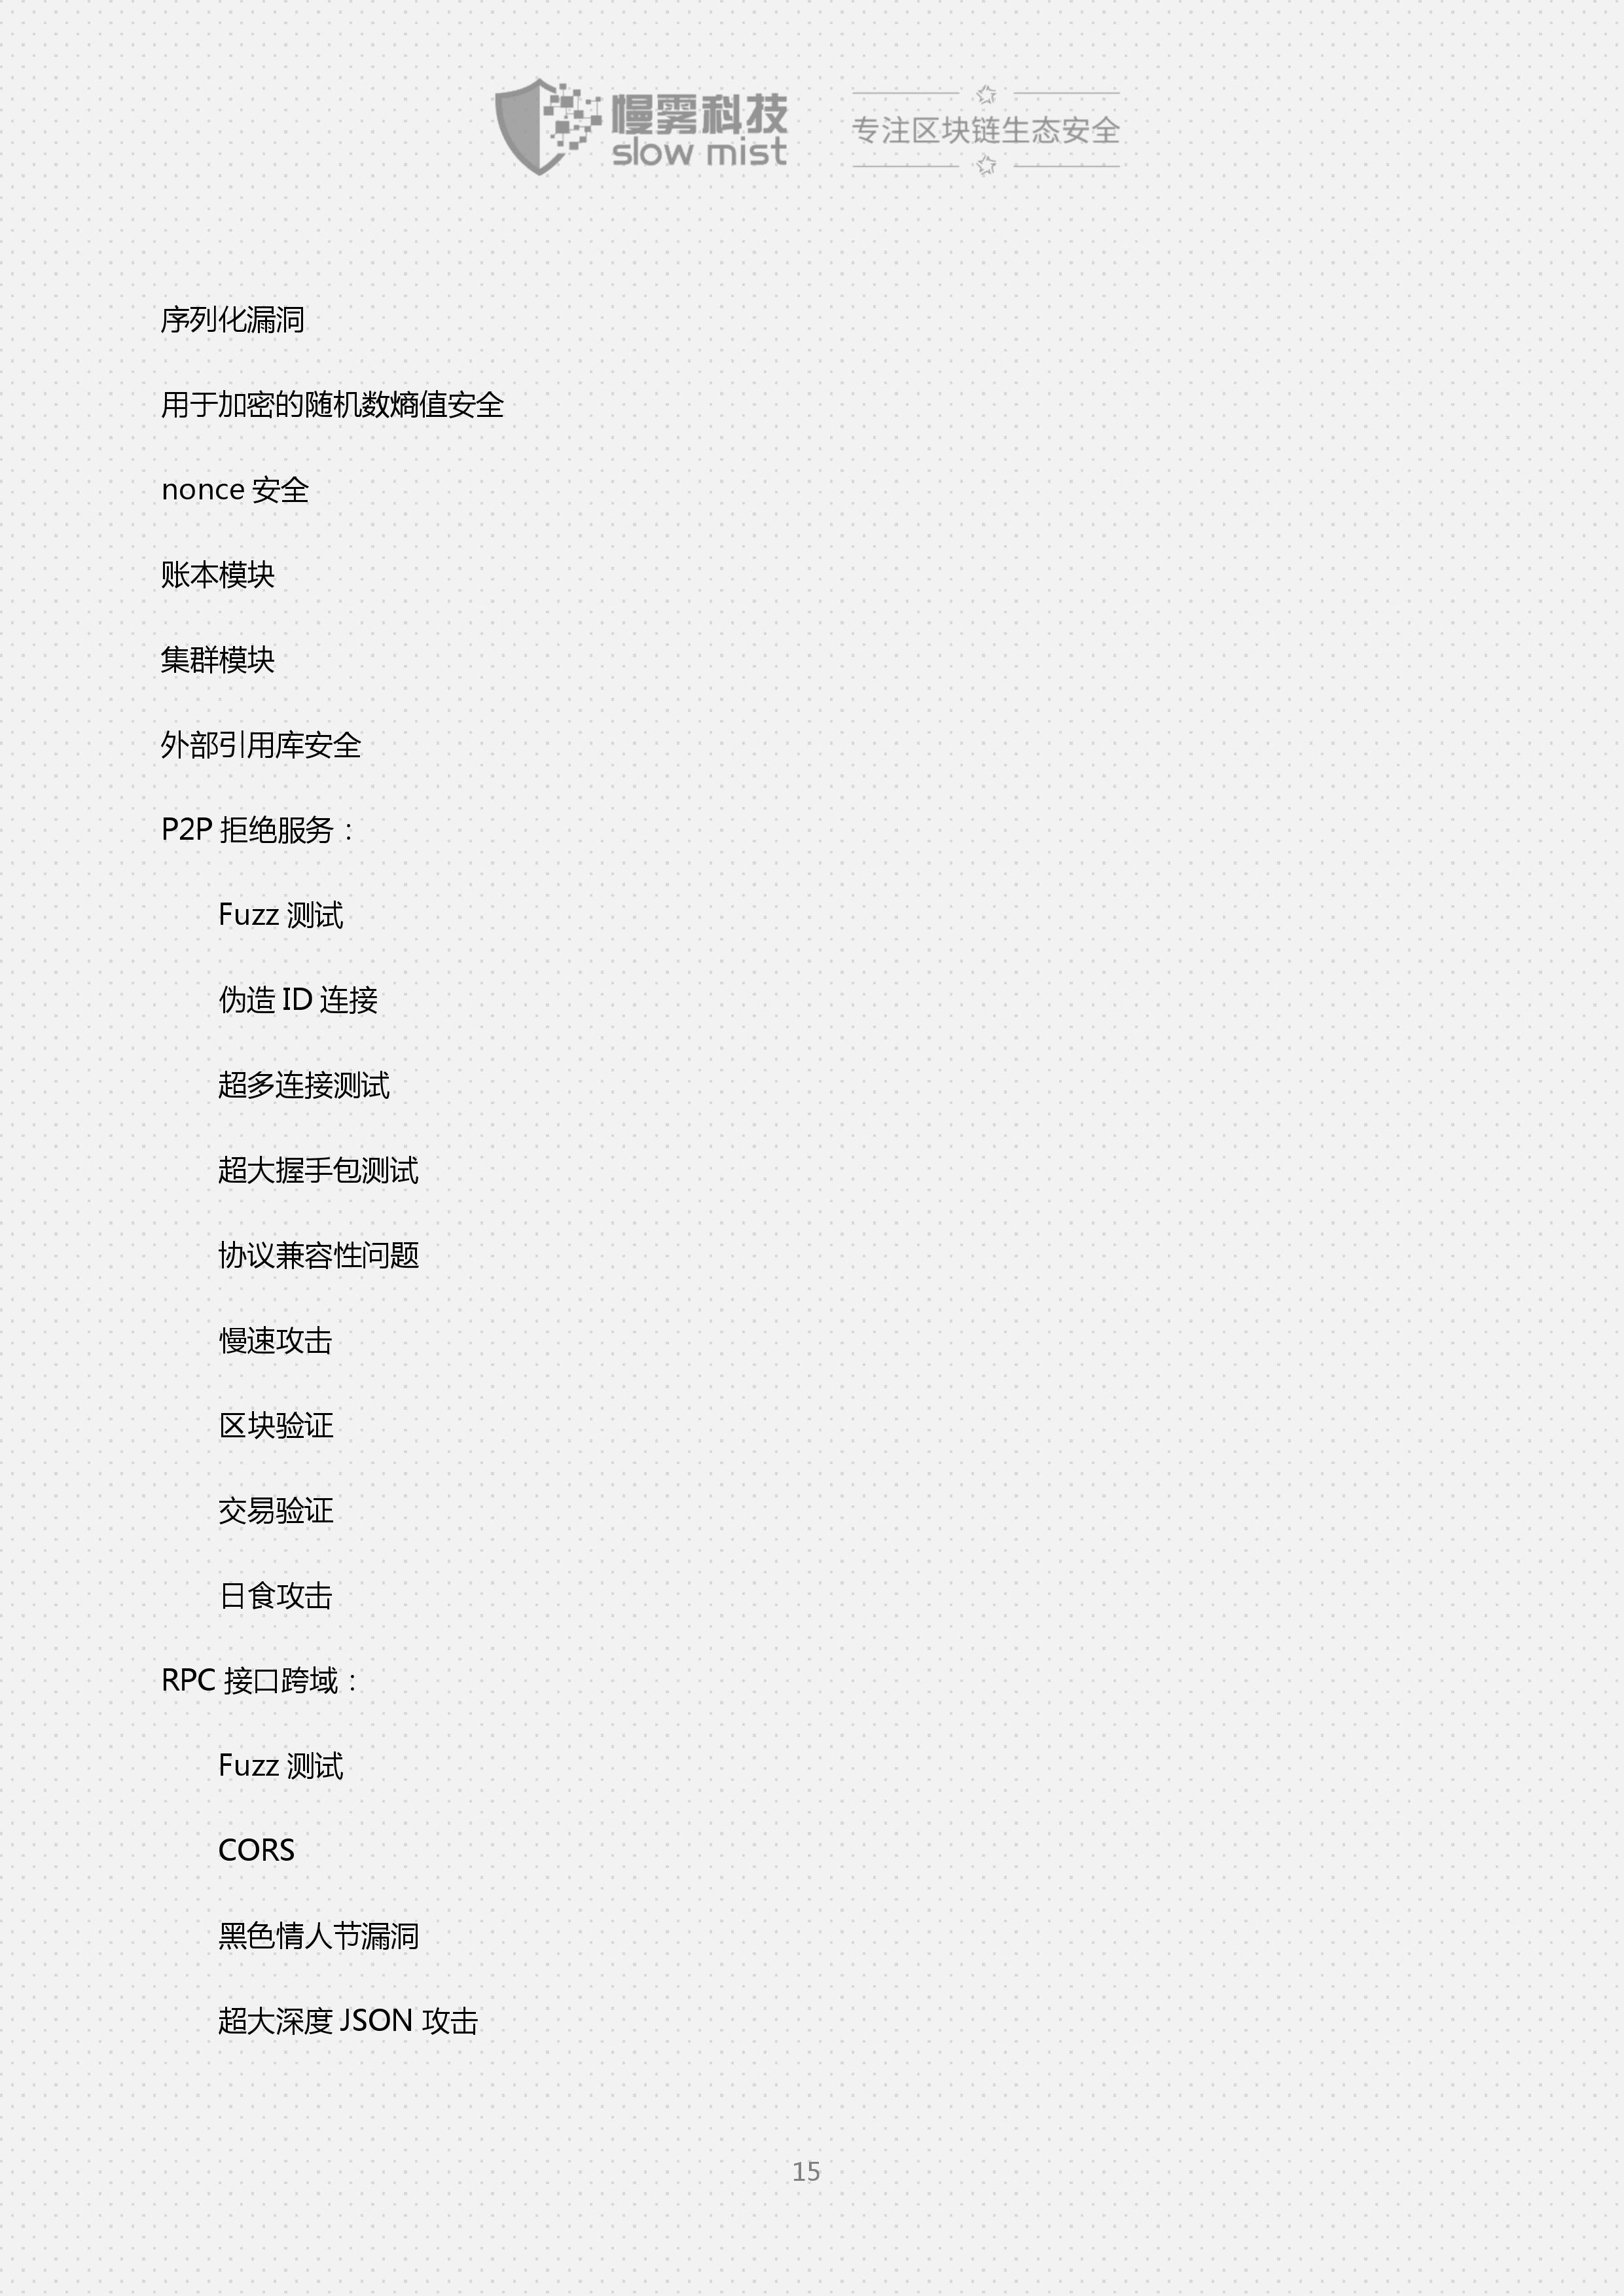 慢雾科技
slow mist
专注区块链生态安全
序列化漏洞
用于加密的随机数熵值安全
nonce 安全
账本模块
集群模块
外部引用库安全
P2P 拒绝服务：
Fuzz 测试
伪造 ID 连接
超多连接测试
超大握手包测试
协议兼容性问题
慢速攻击
区块验证
交易验证
日食攻击
RPC 接口跨域：
Fuzz 测试
CORS
黑色情人节漏洞
超大深度 JSON 攻击
15